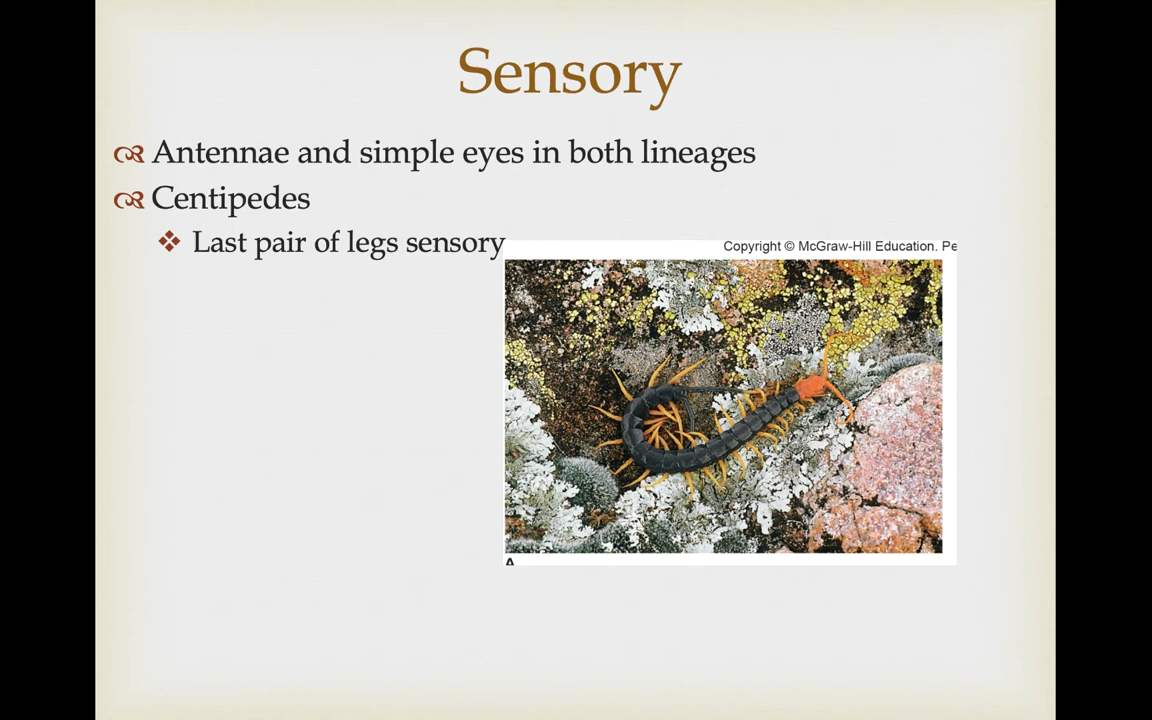 Sensory
Antennae and simple eyes in both lineages
Centipedes
Last pair of legs sensory
Copyright © McGraw-Hill Education. Pe
A